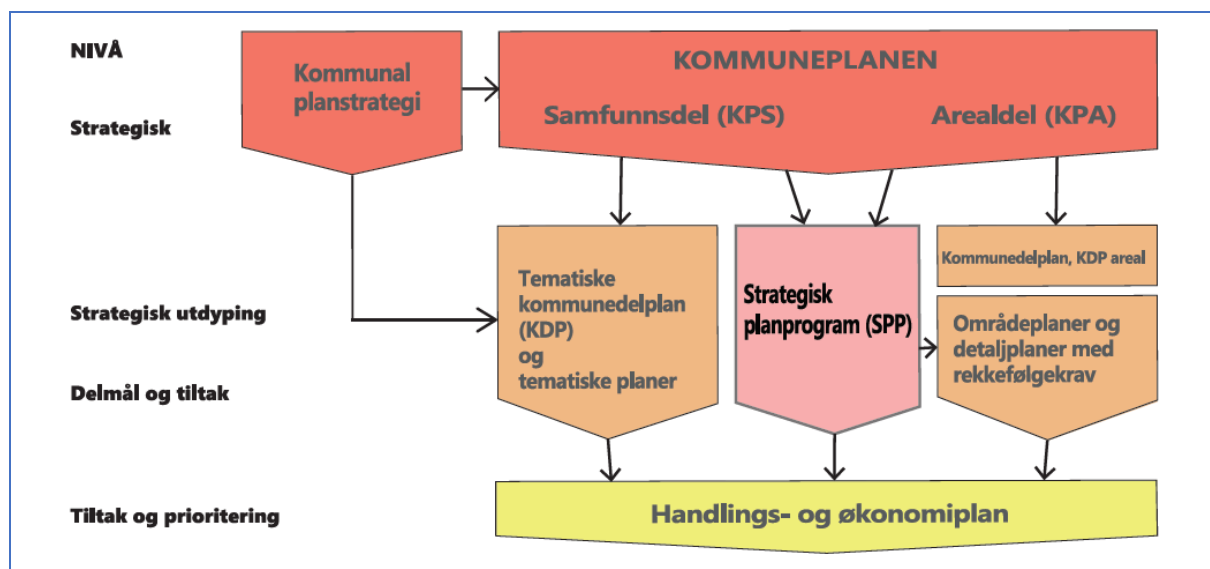 NIVÅ
Kommunal
planstrategi
KOMMUNEPLANEN
Strategisk
Samfunnsdel (KPS)
Arealdel (KPA)
Strategisk utdyping
Delmål og tiltak
Tematiske
kommunedelplan
(KDP)
og
tematiske planer
Strategisk
planprogram (SPP)
Kommunedelplan, KDP areal
Områdeplaner og
detaljplaner med
rekkefølgekrav
Tiltak og prioritering
Handlings- og økonomiplan